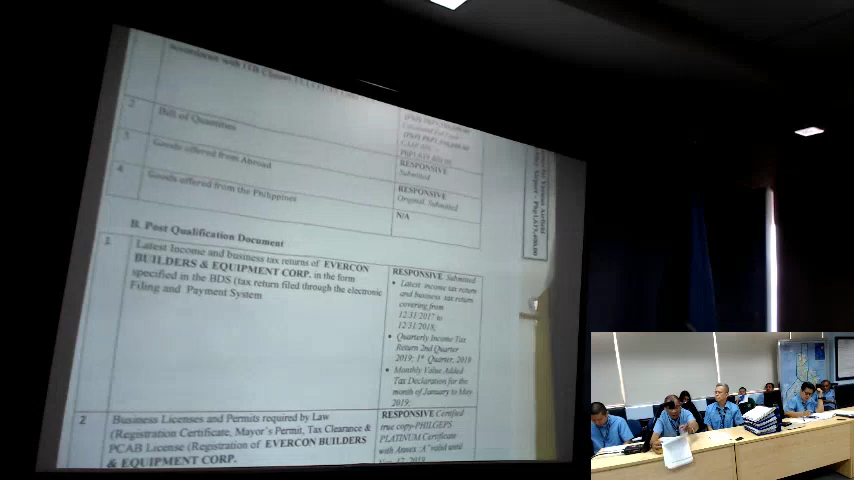 2
Bill of Quantities
3
Goods offered from Abroad
RESPONSIVE
Submitted
4
Goods offered from the Philippines
RESPONSIVE
Original. Submitted
N/A
B. Post Qualification Document
1
Latest Income and business tax returns of EVERCON
BUILDERS & EQUIPMENT CORP. in the form
specified in the BDS (tax return filed through the electronic
Filing and Payment System
RESPONSIVE Submitted
• Latest income tax return
and business tax return
covering from
12/31/2017 to
12/31/2018;
• Quarterly Income Tax
Return 2nd Quarter
2019; 1st Quarter, 2019
• Monthly Value Added
Tax Declaration for the
month of January to May
2019;
2
Business Licenses and Permits required by Law
(Registration Certificate, Mayor's Permit, Tax Clearance &
PCAB License (Registration of EVERCON BUILDERS
& EQUIPMENT CORP.
RESPONSIVE Certified
true copy-PHILGEPS
PLATINUM Certificate
with Annex 'A' valid until